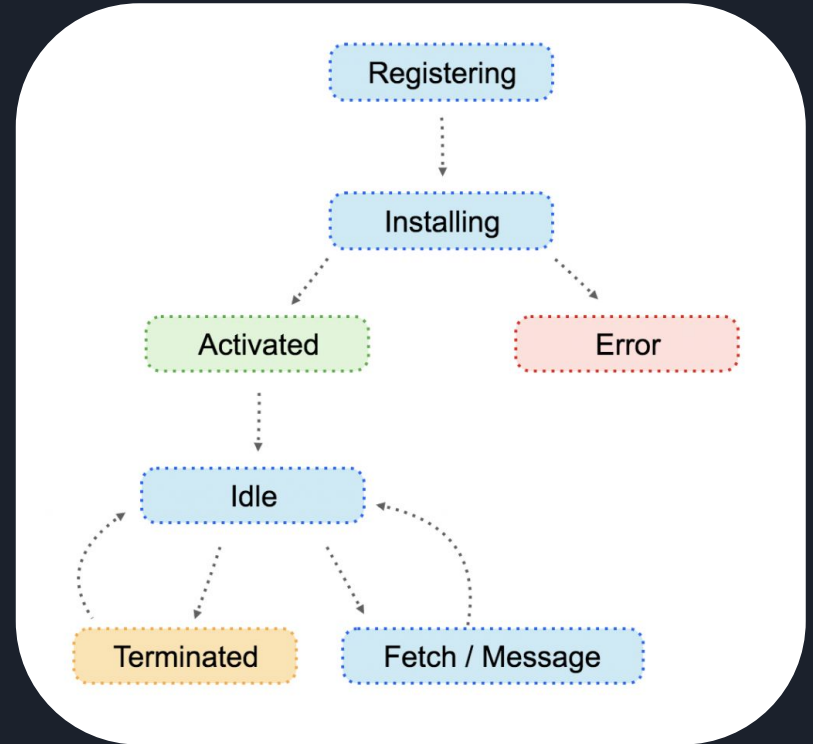 Registering
Installing
Activated
Error
Idle
Terminated
Fetch / Message